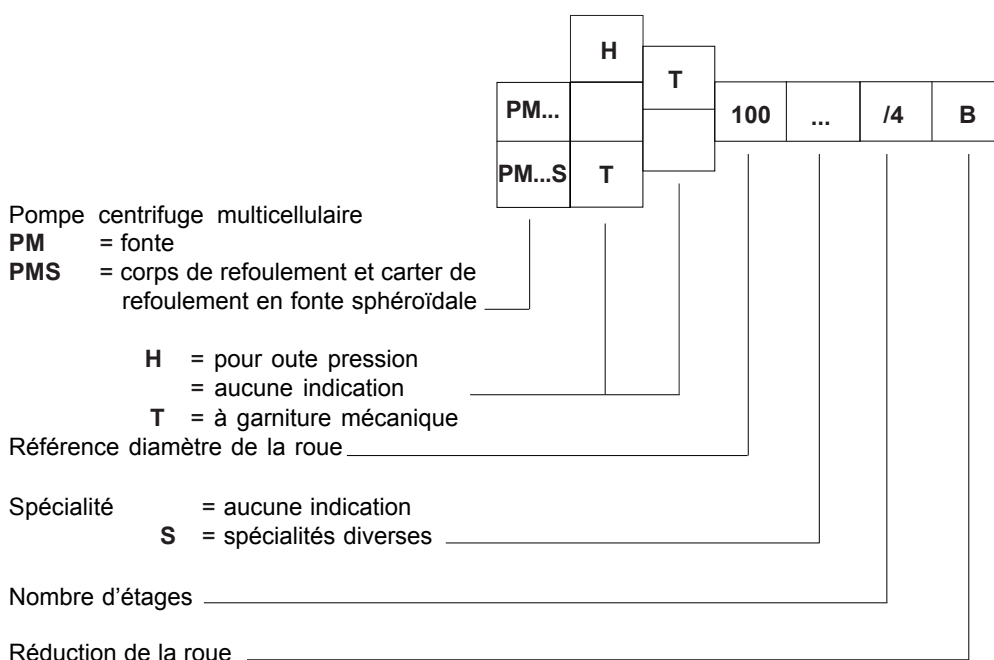 H
T
PM... 100 ... /4 B
PM...S T
Pompe centrifuge multicellulaire
PM = fonte
PMS = corps de refoulement et carter de
refoulement en fonte sphéroïdale
H = pour oute pression
= aucune indication
T = à garniture mécanique
Référence diamètre de la roue
Spécialité = aucune indication
S = spécialités diverses
Nombre d'étages
Réduction de la roue